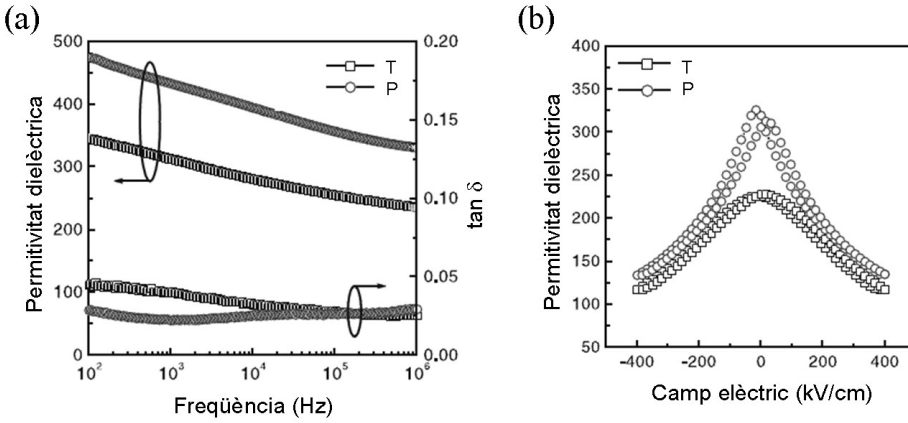 (a)
500
400
300
200
100
0
Permitivitat dielèctrica
0.20
0.15
0.10
0.05
0.00
tan δ
T
P
10² 10³ 10⁴ 10⁵ 10⁶
Freqüència (Hz)
(b)
400
350
300
250
200
150
100
50
Permitivitat dielèctrica
T
P
-400 -200 0 200 400
Camp elèctric (kV/cm)